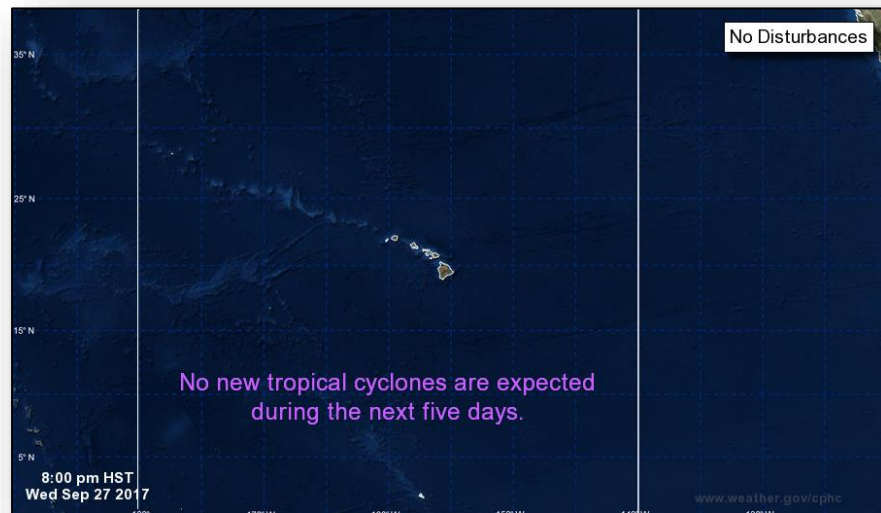 No Disturbances
35° N
25° N
15° N
No new tropical cyclones are expected
during the next five days.
5° N
8:00 pm HST
Wed Sep 27 2017
www.weather.gov/cphc